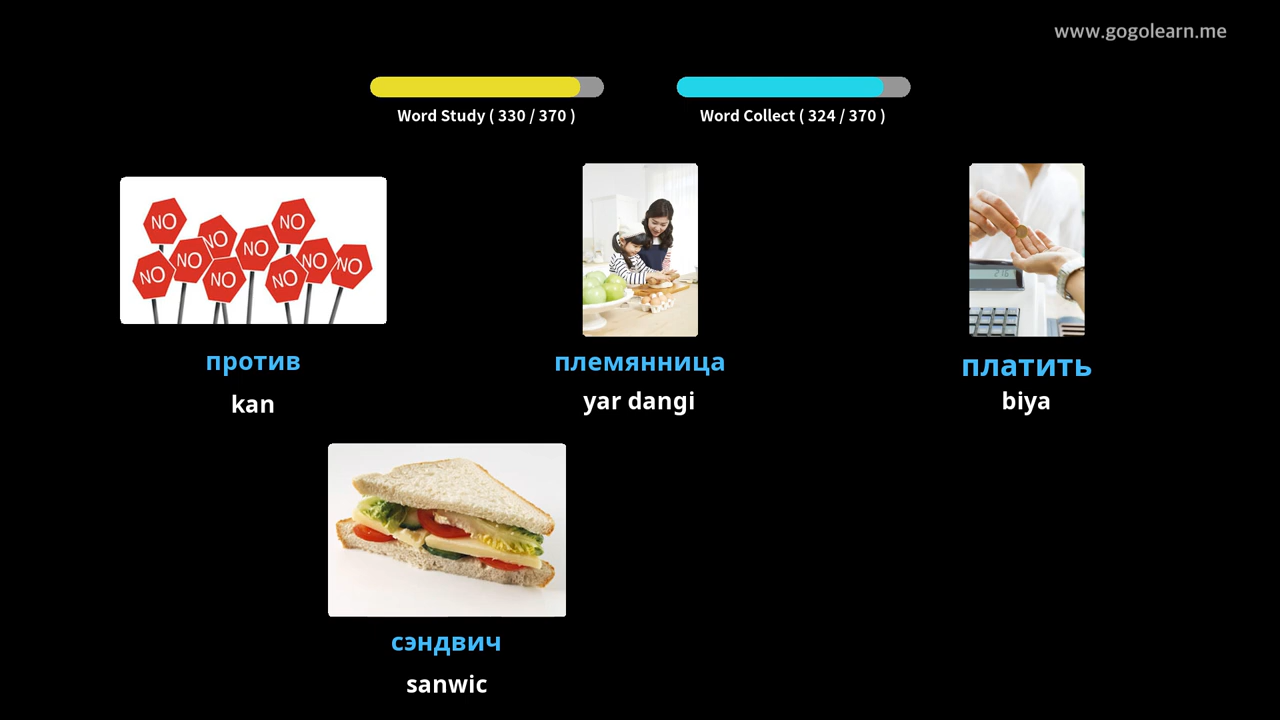 www.gogolearn.me
Word Study ( 330 / 370 )
Word Collect ( 324 / 370 )
NO
NO
NO
NO
NO
NO
NO
NO
NO
NO
против
kan
племянница
yar dangi
платить
biya
сэндвич
sanwic